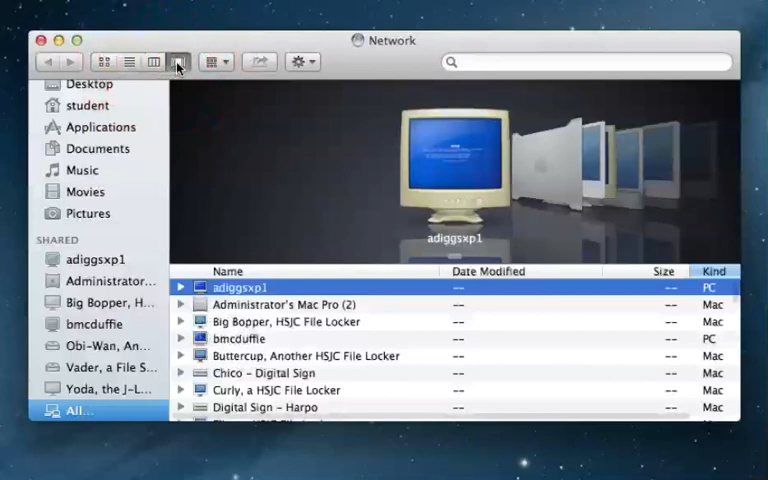 Network
Desktop
student
Applications
Documents
Music
Movies
Pictures
SHARED
adiggsxp1
Administrator...
Big Bopper, H...
bmcduffie
Obi-Wan, An...
Vader, a File S...
Yoda, the J-L...
All...
adiggsxp1
Name Date Modified Size Kind
adiggsxp1 -- -- PC
Administrator's Mac Pro (2) -- -- Mac
Big Bopper, HSJC File Locker -- -- Mac
bmcduffie -- -- PC
Buttercup, Another HSJC File Locker -- -- Mac
Chico - Digital Sign -- -- Mac
Curly, a HSJC File Locker -- -- Mac
Digital Sign - Harpo -- -- Mac